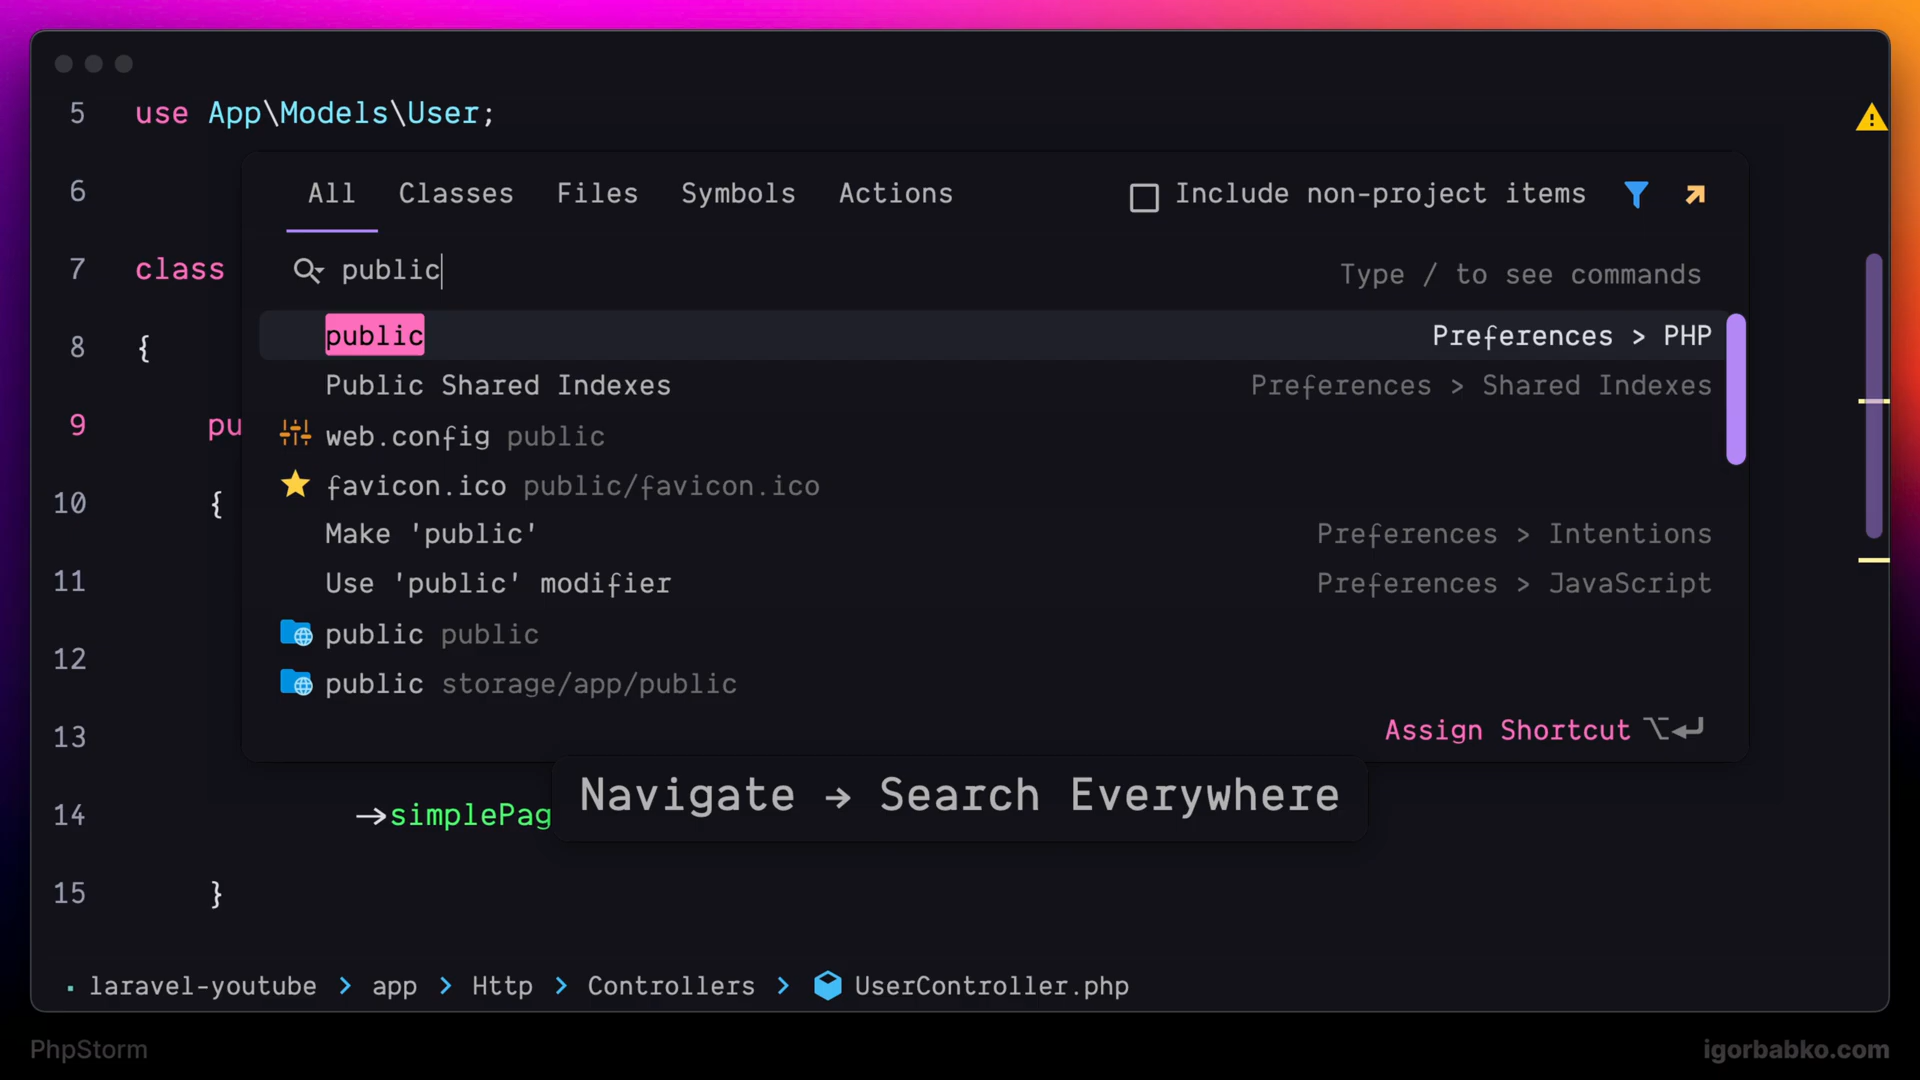 5 use App\Models\User;
6
All Classes Files Symbols Actions Include non-project items
7 class
public Type / to see commands
public Preferences > PHP
8 {
Public Shared Indexes Preferences > Shared Indexes
9 pu
web.config public
favicon.ico public/favicon.ico
10 {
Make 'public' Preferences > Intentions
11
Use 'public' modifier Preferences > JavaScript
public public
12
public storage/app/public
13
Assign Shortcut ⌥↵
Navigate → Search Everywhere
14 →simplePag
15 }
laravel-youtube > app > Http > Controllers > UserController.php
PhpStorm
igorbabko.com